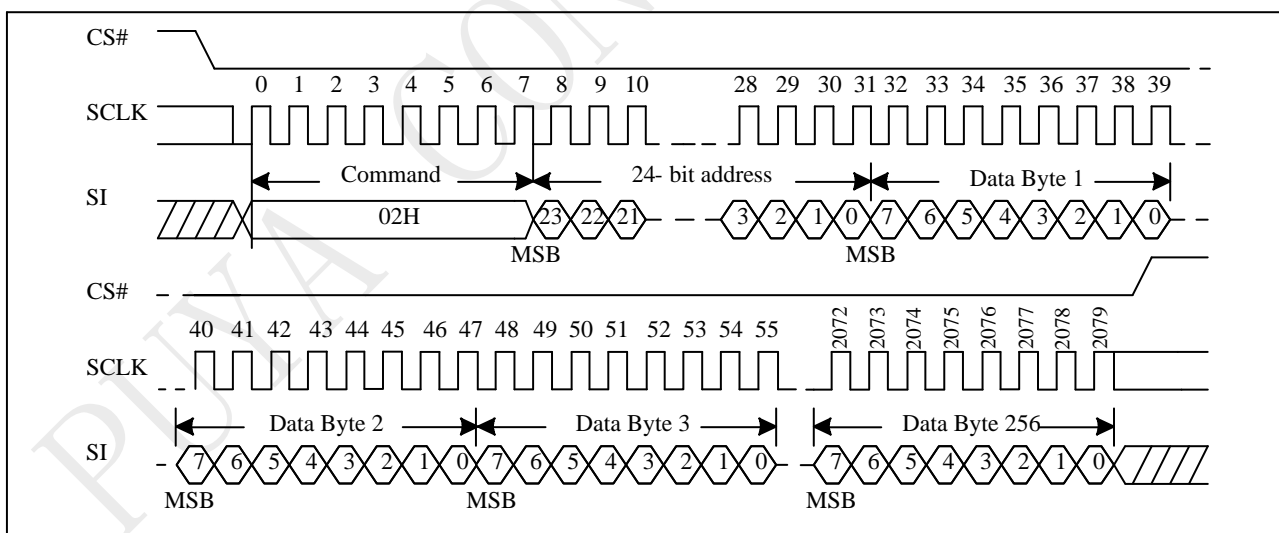 CS#
0 1 2 3 4 5 6 7 8 9 10 28 29 30 31 32 33 34 35 36 37 38 39
SCLK
Command 24- bit address Data Byte 1
SI
02H 23 22 21 3 2 1 0 7 6 5 4 3 2 1 0
MSB MSB
CS#
40 41 42 43 44 45 46 47 48 49 50 51 52 53 54 55 2072 2073 2074 2075 2076 2077 2078 2079
SCLK
Data Byte 2 Data Byte 3 Data Byte 256
SI
7 6 5 4 3 2 1 0 7 6 5 4 3 2 1 0 7 6 5 4 3 2 1 0
MSB MSB MSB
PUYA CON